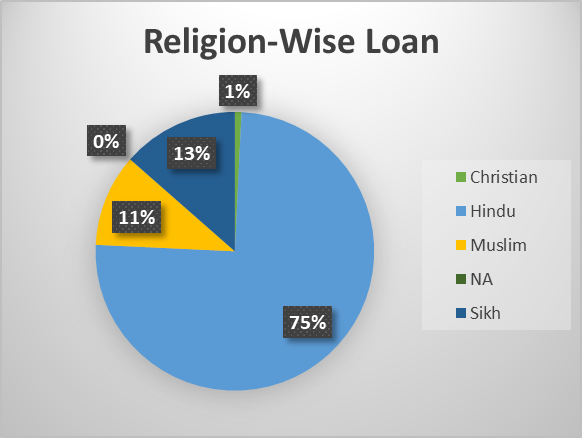 Religion-Wise Loan
1%
0%
13%
11%
75%
Christian
Hindu
Muslim
NA
Sikh